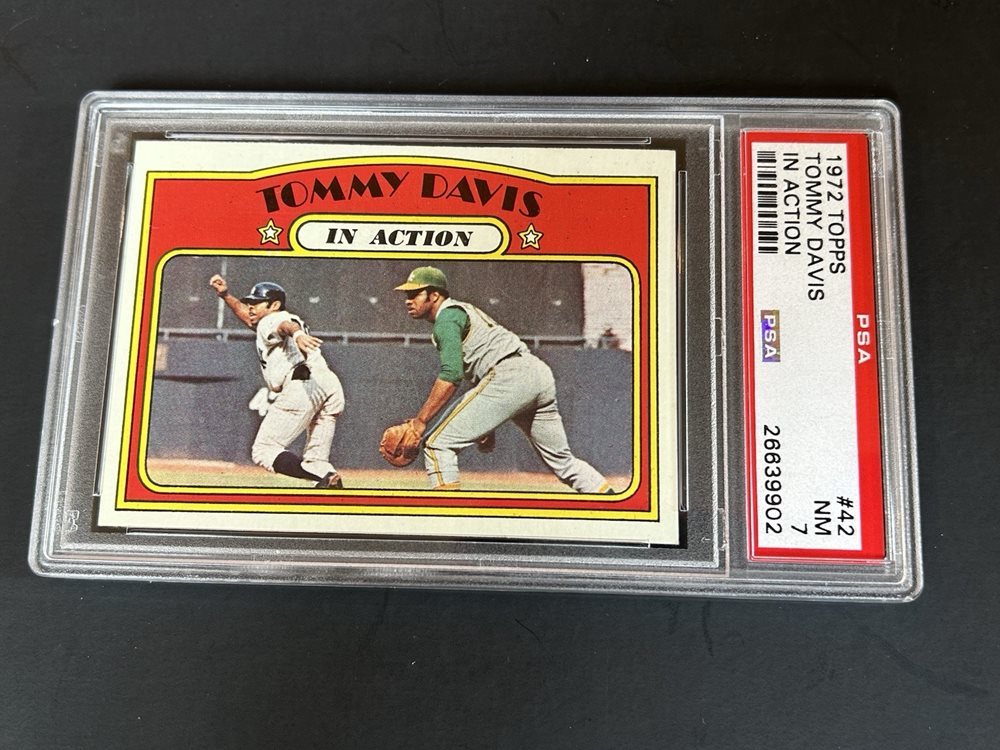 TOMMY DAVIS
IN ACTION
1972 TOPPS
TOMMY DAVIS
IN ACTION
#42
NM
7
PSA
26639902
PSA